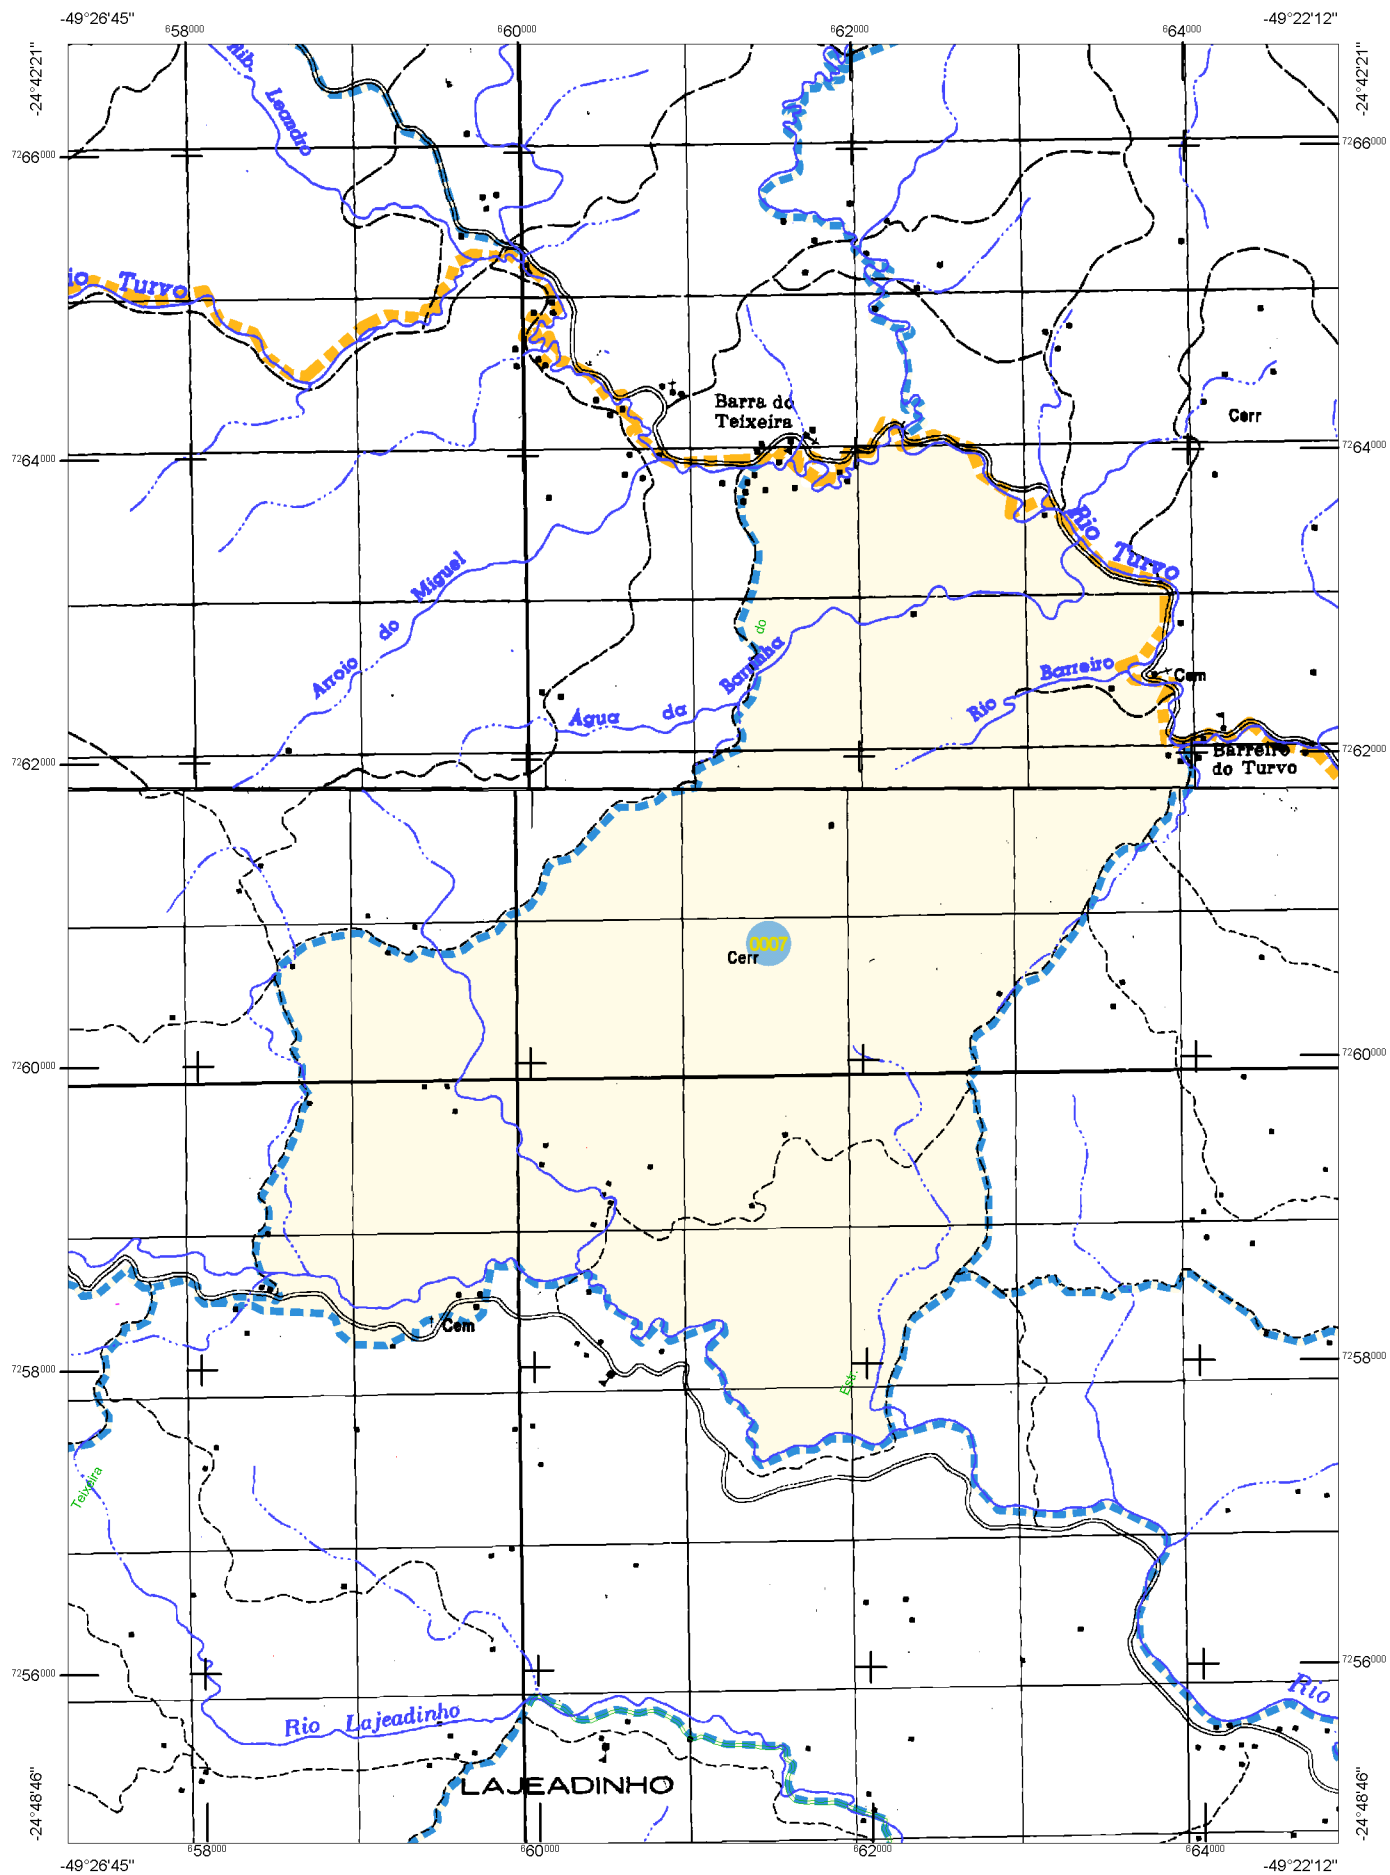 -49°26'45"
658000
660000
662000
664000
-49°22'12"
-24°42'21"
-24°42'21"
Rib.
Leandro
7266000
7266000
io Turvo
Barra do
Teixeira
Cerr
7264000
7264000
Rio Turvo
Arroio do Miguel
do
Água da Barrinha
Rio Barreiro
Cem
Barreiro
do Turvo
7262000
7262000
0007
Cerr
7260000
7260000
Cem
7258000
7258000
Estr.
Teixeira
7256000
7256000
Rio Lajeadinho
Rio
LAJEADINHO
-24°48'46"
-24°48'46"
-49°26'45"
658000
660000
662000
664000
-49°22'12"